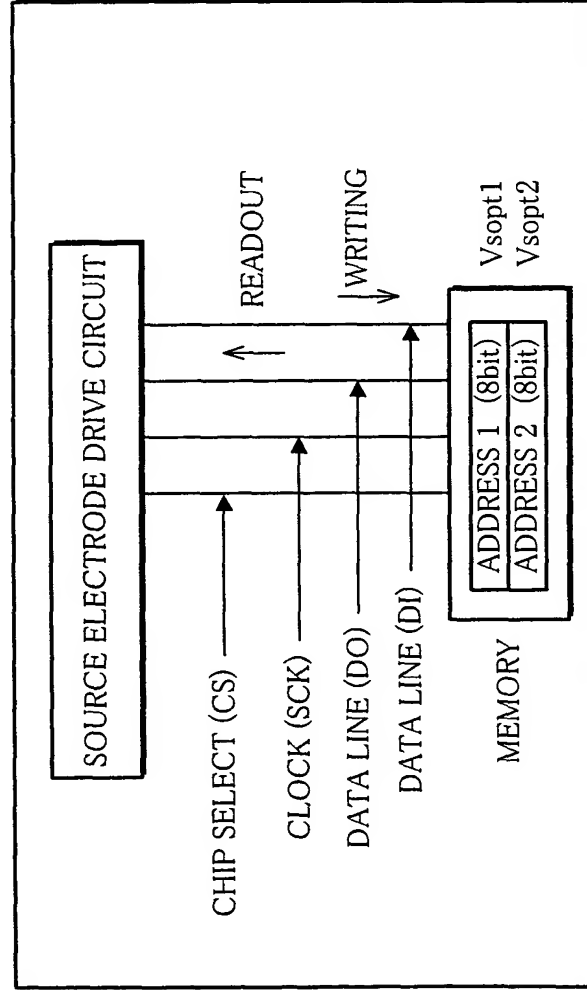 SOURCE ELECTRODE DRIVE CIRCUIT
CHIP SELECT (CS)
READOUT
CLOCK (SCK)
DATA LINE (DO)
WRITING
DATA LINE (DI)
MEMORY
ADDRESS 1 (8bit)
Vsopt1
ADDRESS 2 (8bit)
Vsopt2